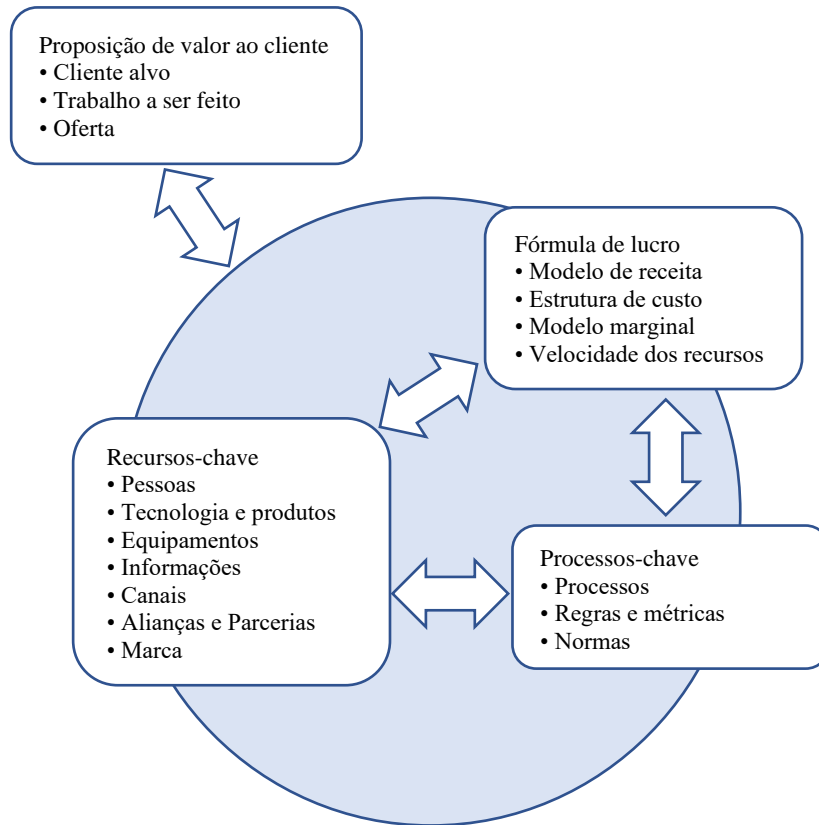 Proposição de valor ao cliente
• Cliente alvo
• Trabalho a ser feito
• Oferta
Fórmula de lucro
• Modelo de receita
• Estrutura de custo
• Modelo marginal
• Velocidade dos recursos
Recursos-chave
• Pessoas
• Tecnologia e produtos
• Equipamentos
• Informações
• Canais
• Alianças e Parcerias
• Marca
Processos-chave
• Processos
• Regras e métricas
• Normas